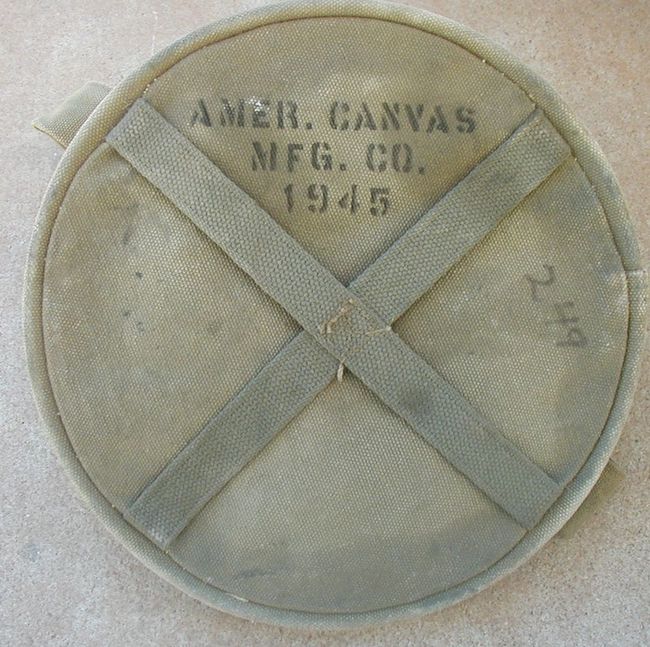 AMER. CANVAS
MFG. CO.
1945
249